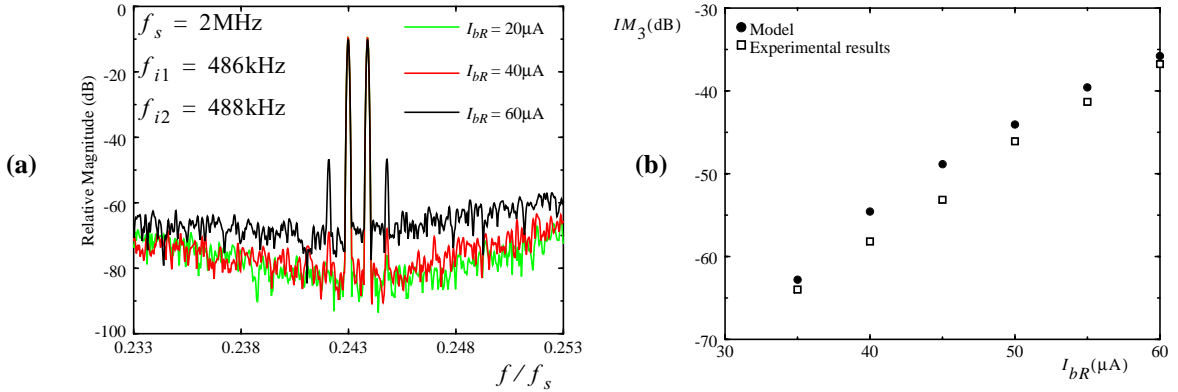 (a)
Relative Magnitude (dB)
0
-20
-40
-60
-80
-100
f_s = 2MHz
f_i1 = 486kHz
f_i2 = 488kHz
I_bR = 20μA
I_bR = 40μA
I_bR = 60μA
0.233 0.238 0.243 0.248 0.253
f / f_s
(b)
IM_3(dB)
-30
-40
-50
-60
-70
Model
Experimental results
30 40 50 60
I_bR(μA)